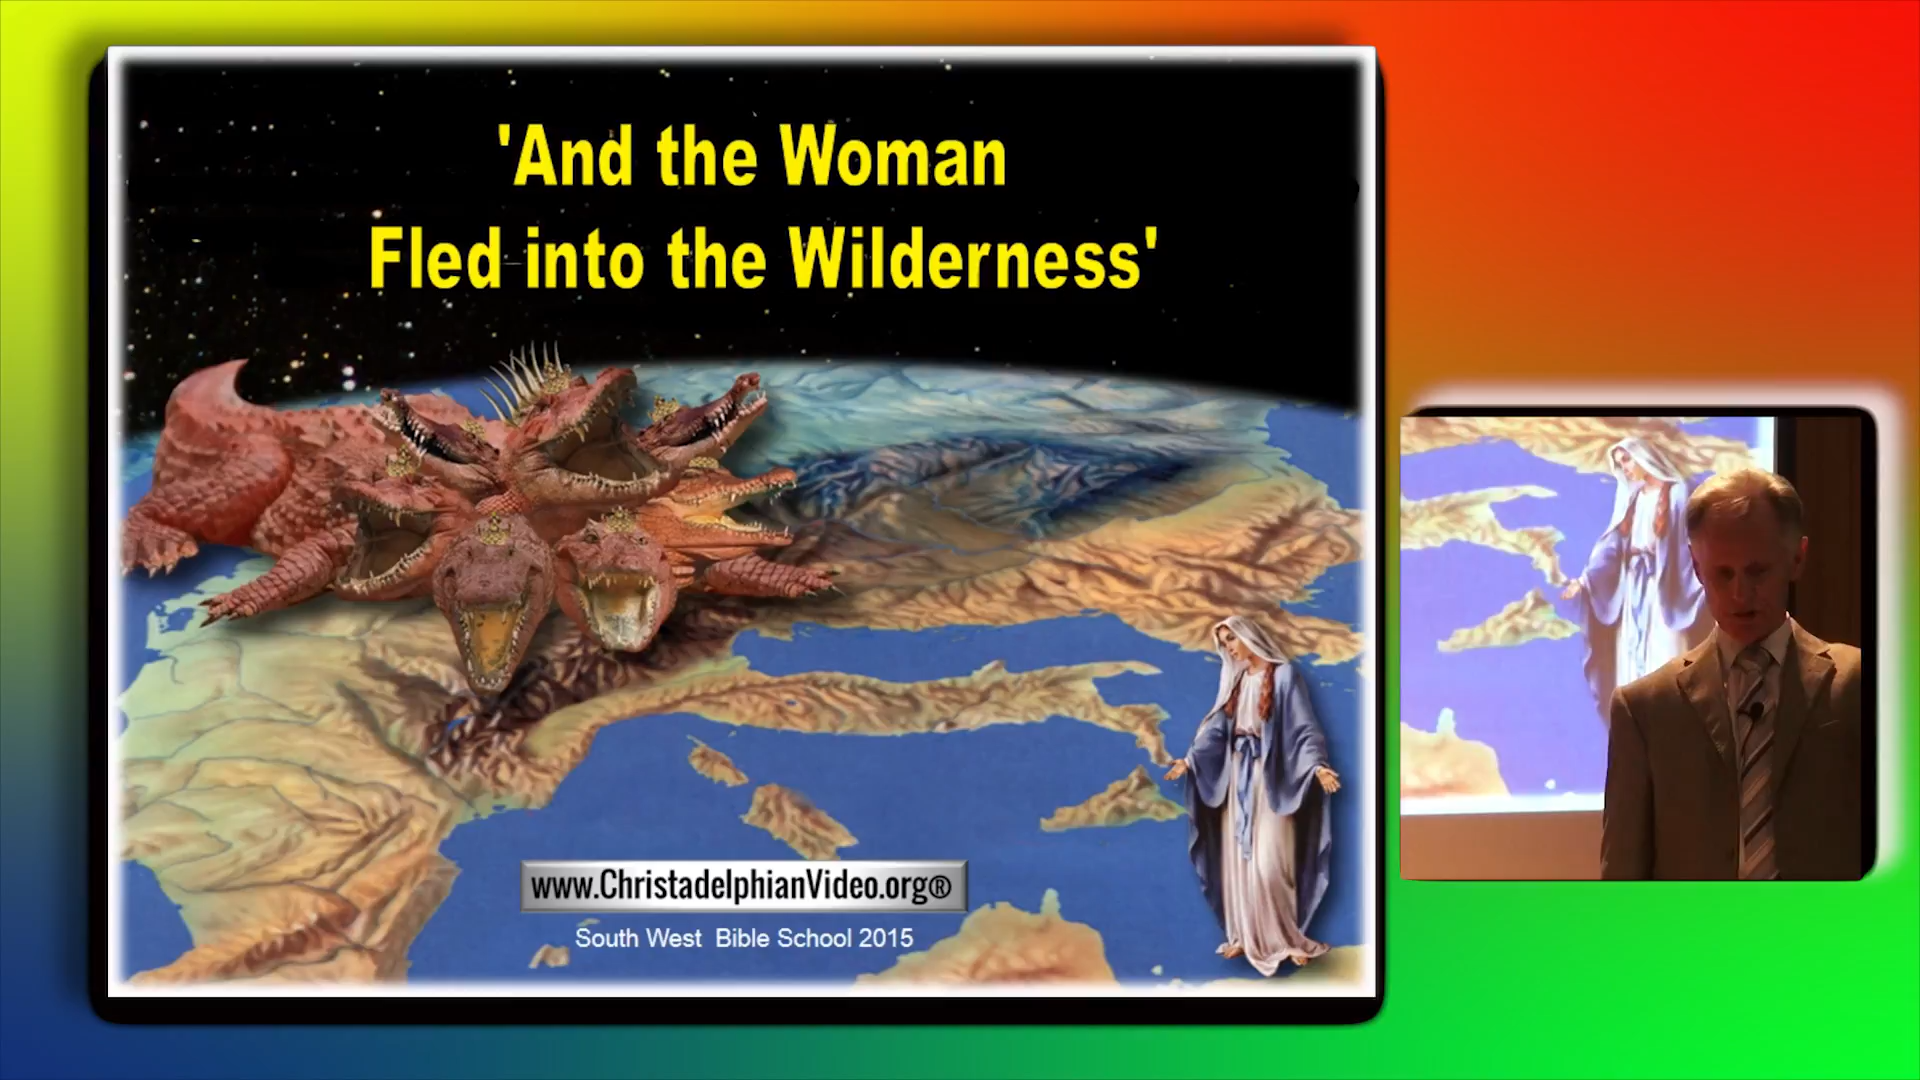 'And the Woman
Fled into the Wilderness'
www.ChristadelphianVideo.org®
South West Bible School 2015